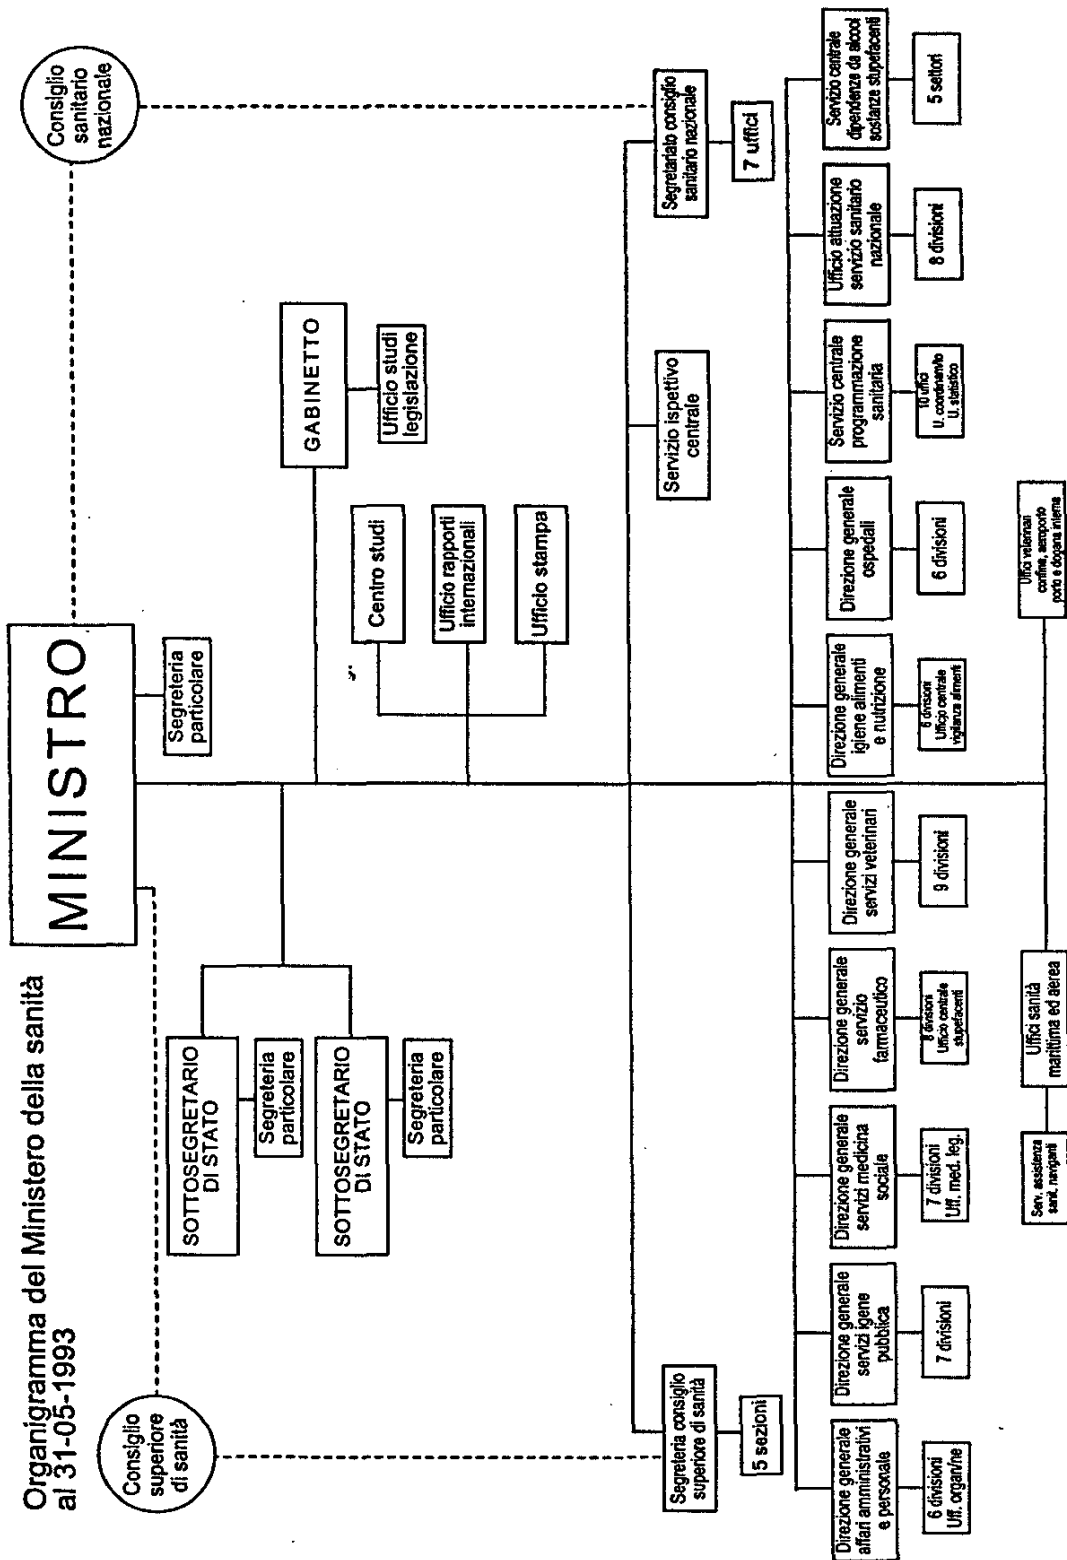 Organigramma del Ministero della sanità
al 31-05-1993
MINISTRO
Segreteria
particolare
Consiglio
superiore
di sanità
Consiglio
sanitario
nazionale
SOTTOSEGRETARIO
DI STATO
Segreteria
particolare
SOTTOSEGRETARIO
DI STATO
Segreteria
particolare
GABINETTO
Ufficio studi
legislazione
Centro studi
Ufficio rapporti
internazionali
Ufficio stampa
Segreteria consiglio
superiore di sanità
5 sezioni
Servizio ispettivo
centrale
Segretariato consiglio
sanitario nazionale
7 uffici
Direzione generale
affari amministrativi
e personale
6 divisioni
Uff. organ/ne
Direzione generale
servizi igene
pubblica
7 divisioni
Direzione generale
servizi medicina
sociale
7 divisioni
Uff. med. leg.
Direzione generale
servizio
farmaceutico
8 divisioni
Ufficio centrale
stupefacenti
Direzione generale
servizi veterinari
9 divisioni
Direzione generale
igiene alimenti
e nutrizione
6 divisioni
Ufficio centrale
vigilanza alimenti
Direzione generale
ospedali
6 divisioni
Servizio centrale
programmazione
sanitaria
10 uffici
U. coordinam/to
U. statistico
Ufficio attuazione
servizio sanitario
nazionale
8 divisioni
Servizio centrale
dipendenze da alcool
sostanze stupefacenti
5 settori
Serv. assistenza
sanit. naviganti
Uffici sanità
marittima ed aerea
Uffici veterinari
confine, aeroporto
porto e dogana interna